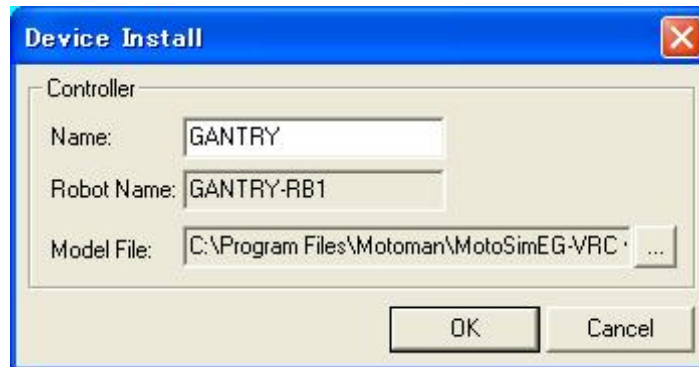 Device Install
Controller
Name: GANTRY
Robot Name: GANTRY-RB1
Model File: C:\Program Files\Motoman\MotoSimEG-VRC ...
OK Cancel